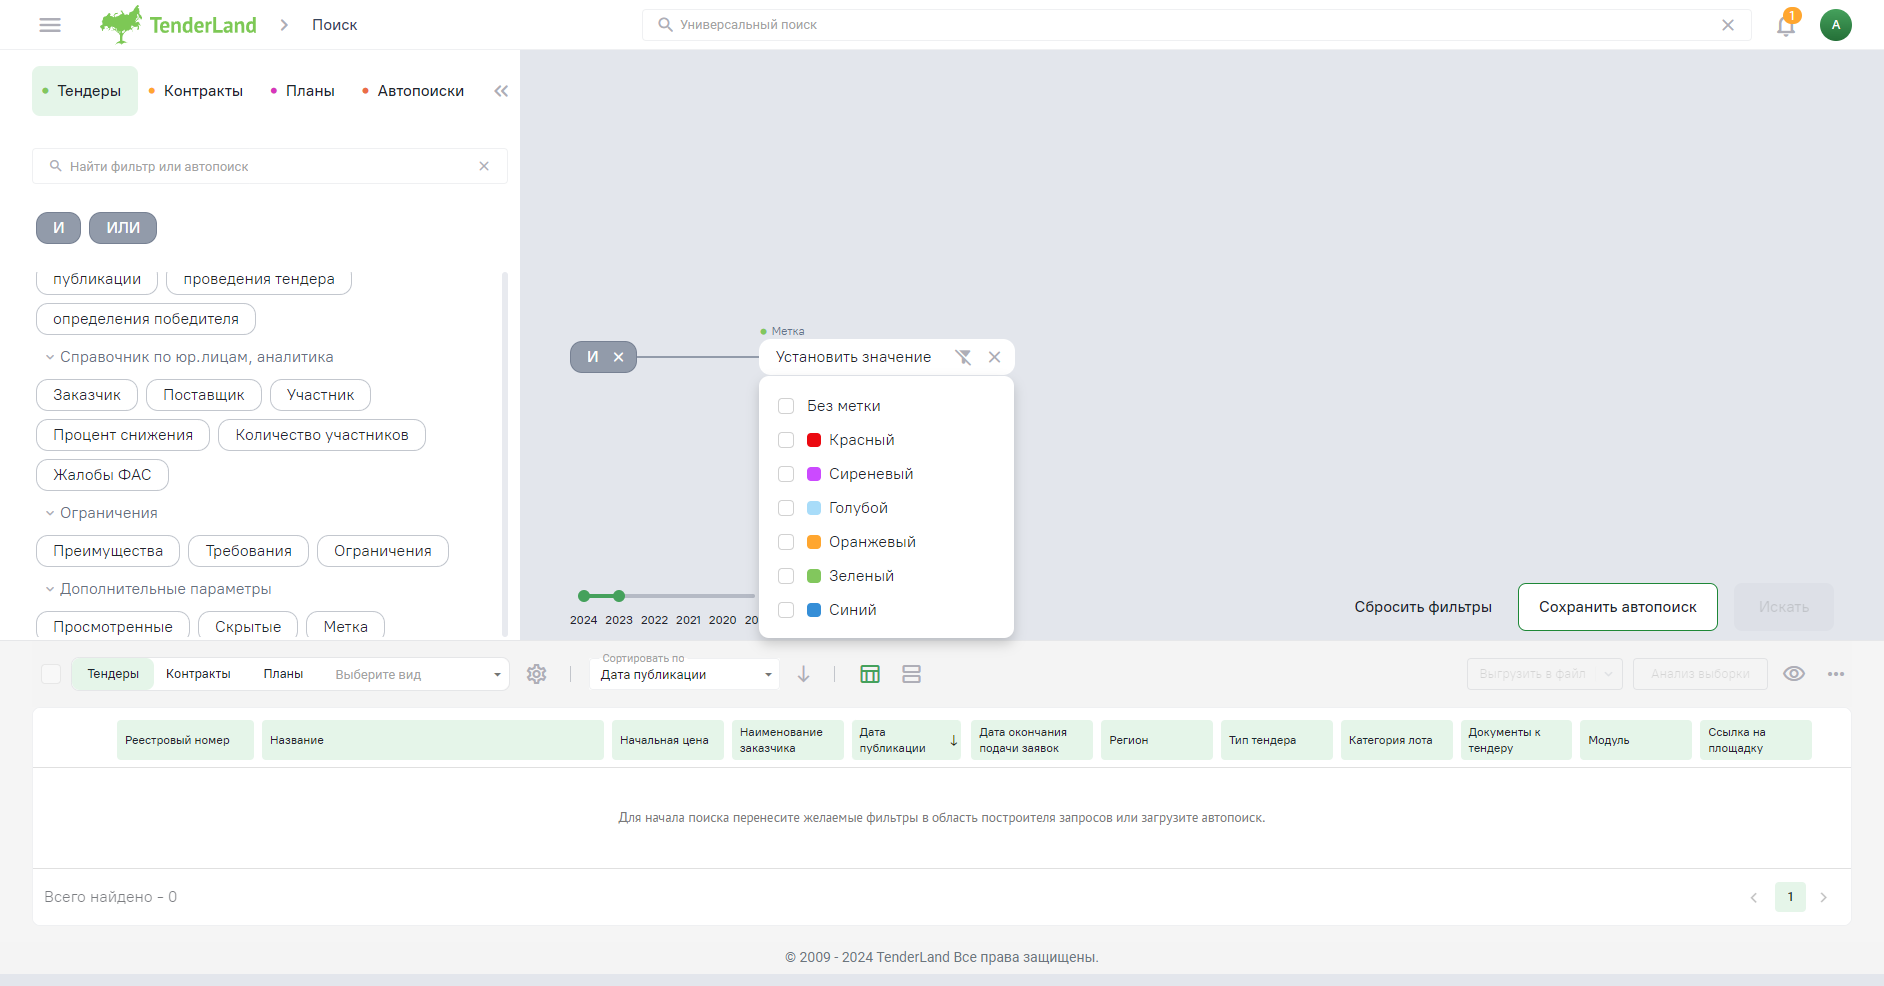 TenderLand
Поиск
Универсальный поиск
1
A
Тендеры
Контракты
Планы
Автопоиски
Найти фильтр или автопоиск
И
ИЛИ
публикации
проведения тендера
определения победителя
Справочник по юр.лицам, аналитика
Заказчик
Поставщик
Участник
Процент снижения
Количество участников
Жалобы ФАС
Ограничения
Преимущества
Требования
Ограничения
Дополнительные параметры
Просмотренные
Скрытые
Метка
Метка
И
Установить значение
Без метки
Красный
Сиреневый
Голубой
Оранжевый
Зеленый
Синий
2024 2023 2022 2021 2020 20
Сбросить фильтры
Сохранить автопоиск
Искать
Тендеры
Контракты
Планы
Выберите вид
Сортировать по
Дата публикации
Выгрузить в файл
Анализ выборки
Реестровый номер
Название
Начальная цена
Наименование
заказчика
Дата
публикации
Дата окончания
подачи заявок
Регион
Тип тендера
Категория лота
Документы к
тендеру
Модуль
Ссылка на
площадку
Для начала поиска перенесите желаемые фильтры в область построителя запросов или загрузите автопоиск.
Всего найдено - 0
1
© 2009 - 2024 TenderLand Все права защищены.